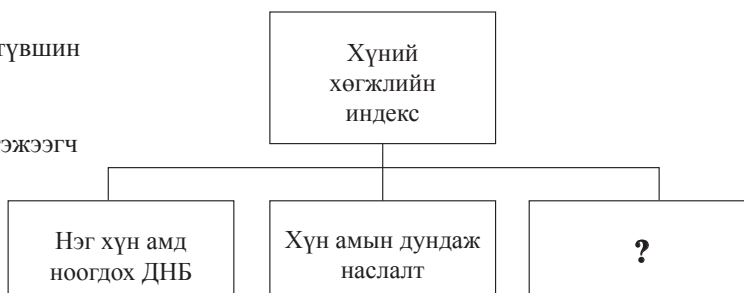 түвшин
эжээгч
Хүний
хөгжлийн
индекс
Нэг хүн амд
ноогдох ДНБ
Хүн амын дундаж
наслалт
?